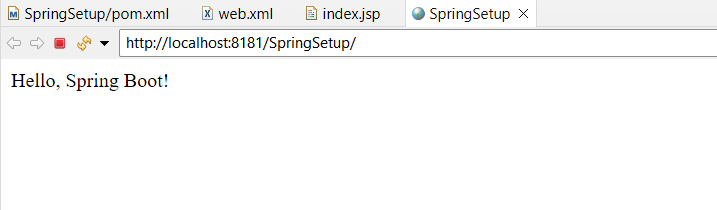 SpringSetup/pom.xml web.xml index.jsp SpringSetup
http://localhost:8181/SpringSetup/
Hello, Spring Boot!